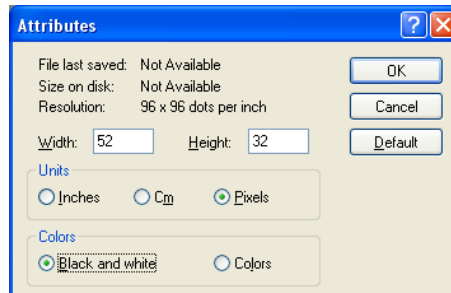 Attributes
File last saved: Not Available
Size on disk: Not Available
Resolution: 96 x 96 dots per inch
OK
Cancel
Default
Width: 52 Height: 32
Units
Inches Cm Pixels
Colors
Black and white Colors